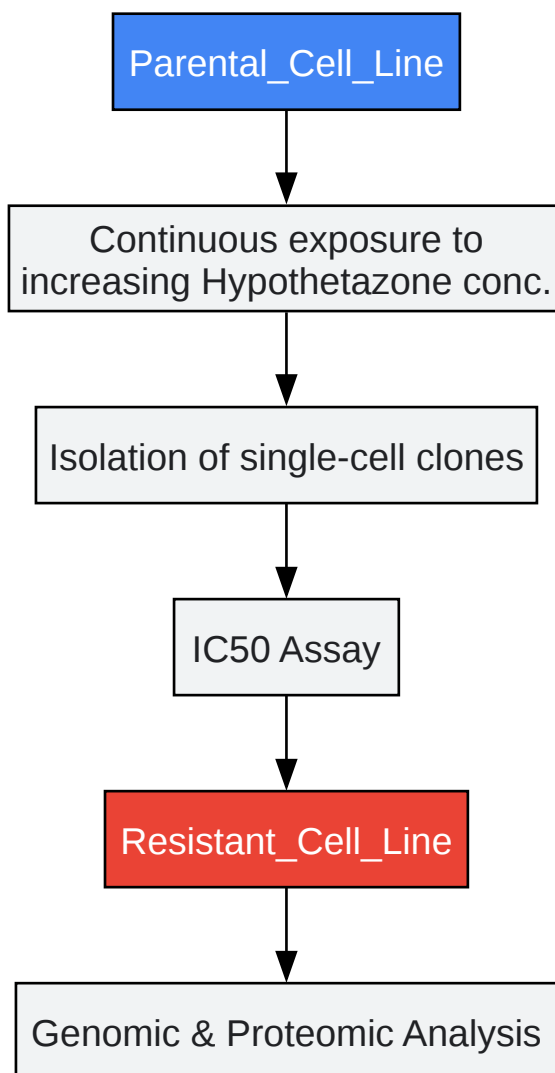 Parental_Cell_Line
Continuous exposure to
increasing Hypothetazone conc.
Isolation of single-cell clones
IC50 Assay
Resistant_Cell_Line
Genomic & Proteomic Analysis